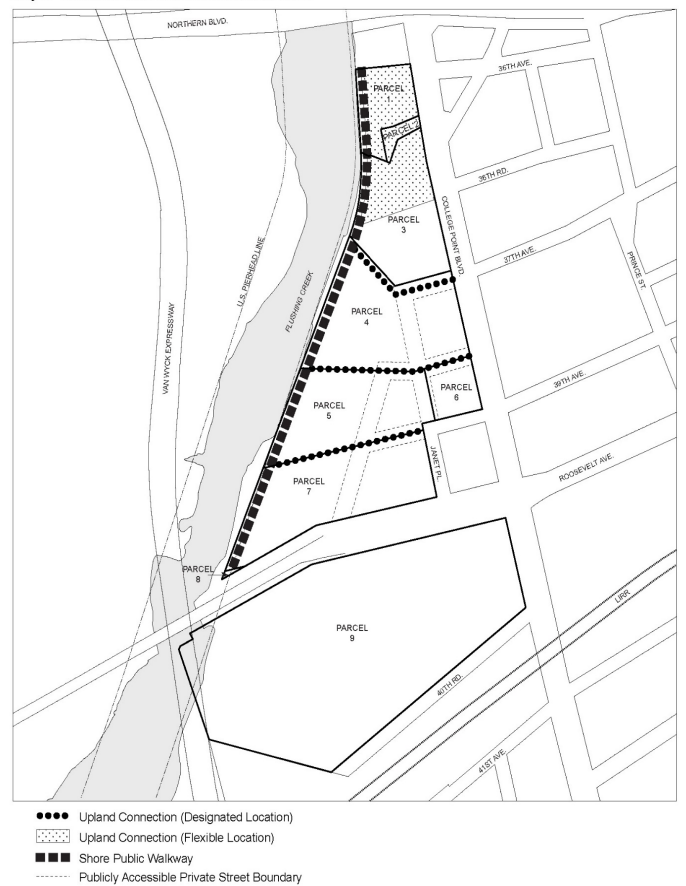 NORTHERN BLVD.
36TH AVE.
PARCEL
1
PARCEL 2
36TH RD.
PARCEL
3
COLLEGE POINT BLVD.
37TH AVE.
PRINCE ST.
U.S. PIERHEAD LINE
FLUSHING CREEK
VAN WYCK EXPRESSWAY
PARCEL
4
PARCEL
6
39TH AVE.
PARCEL
5
JANET PL.
ROOSEVELT AVE.
PARCEL
7
PARCEL
8
LIRR
PARCEL
9
40TH RD.
41ST AVE.
Upland Connection (Designated Location)
Upland Connection (Flexible Location)
Shore Public Walkway
Publicly Accessible Private Street Boundary